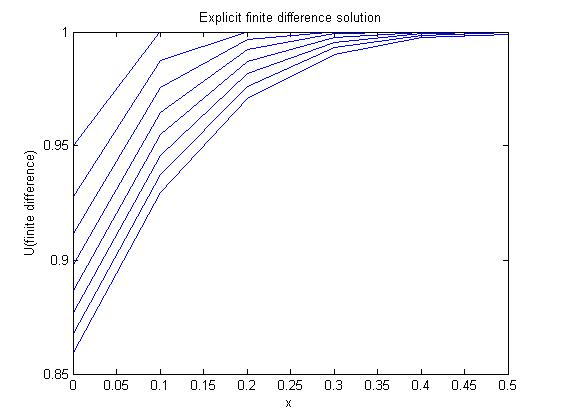 Explicit finite difference solution
1
0.95
0.9
0.85
U(finite difference)
0 0.05 0.1 0.15 0.2 0.25 0.3 0.35 0.4 0.45 0.5
x